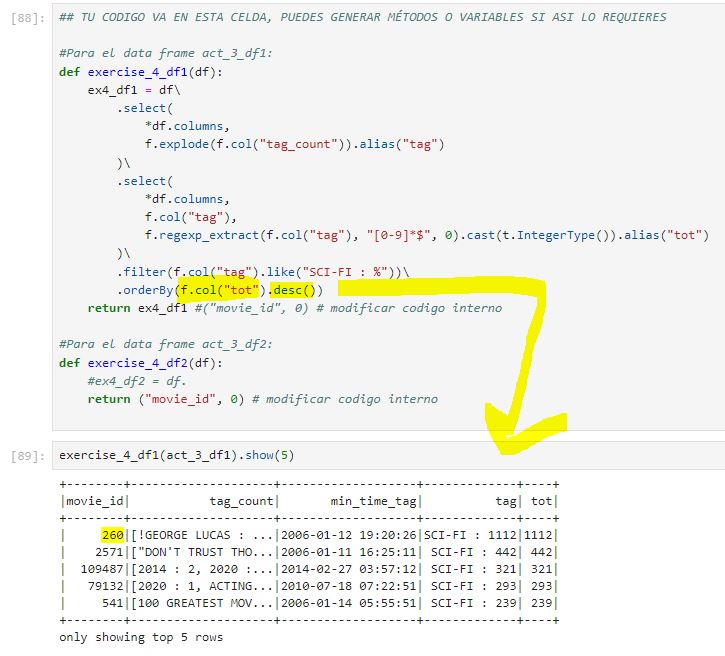 [88]: ## TU CODIGO VA EN ESTA CELDA, PUEDES GENERAR MÉTODOS O VARIABLES SI ASI LO REQUIERES
#Para el data frame act_3_df1:
def exercise_4_df1(df):
    ex4_df1 = df\
        .select(
            *df.columns,
            f.explode(f.col("tag_count")).alias("tag")
        )\
        .select(
            *df.columns,
            f.col("tag"),
            f.regexp_extract(f.col("tag"), "[0-9]*$", 0).cast(t.IntegerType()).alias("tot")
        )\
        .filter(f.col("tag").like("SCI-FI : %"))\
        .orderBy(f.col("tot").desc())
    return ex4_df1 #("movie_id", 0) # modificar codigo interno
#Para el data frame act_3_df2:
def exercise_4_df2(df):
    #ex4_df2 = df.
    return ("movie_id", 0) # modificar codigo interno
[89]: exercise_4_df1(act_3_df1).show(5)
+--------+--------------------+-------------------+-------------+----+
|movie_id|           tag_count|       min_time_tag|          tag| tot|
+--------+--------------------+-------------------+-------------+----+
|     260|[!GEORGE LUCAS : ...|2006-01-12 19:20:26|SCI-FI : 1112|1112|
|    2571|["DON'T TRUST THO...|2006-01-11 16:25:11| SCI-FI : 442| 442|
|  109487|[2014 : 2, 2020 :...|2014-02-27 03:57:12| SCI-FI : 321| 321|
|   79132|[2020 : 1, ACTING...|2010-07-18 07:22:51| SCI-FI : 293| 293|
|     541|[100 GREATEST MOV...|2006-01-14 05:55:51| SCI-FI : 239| 239|
+--------+--------------------+-------------------+-------------+----+
only showing top 5 rows